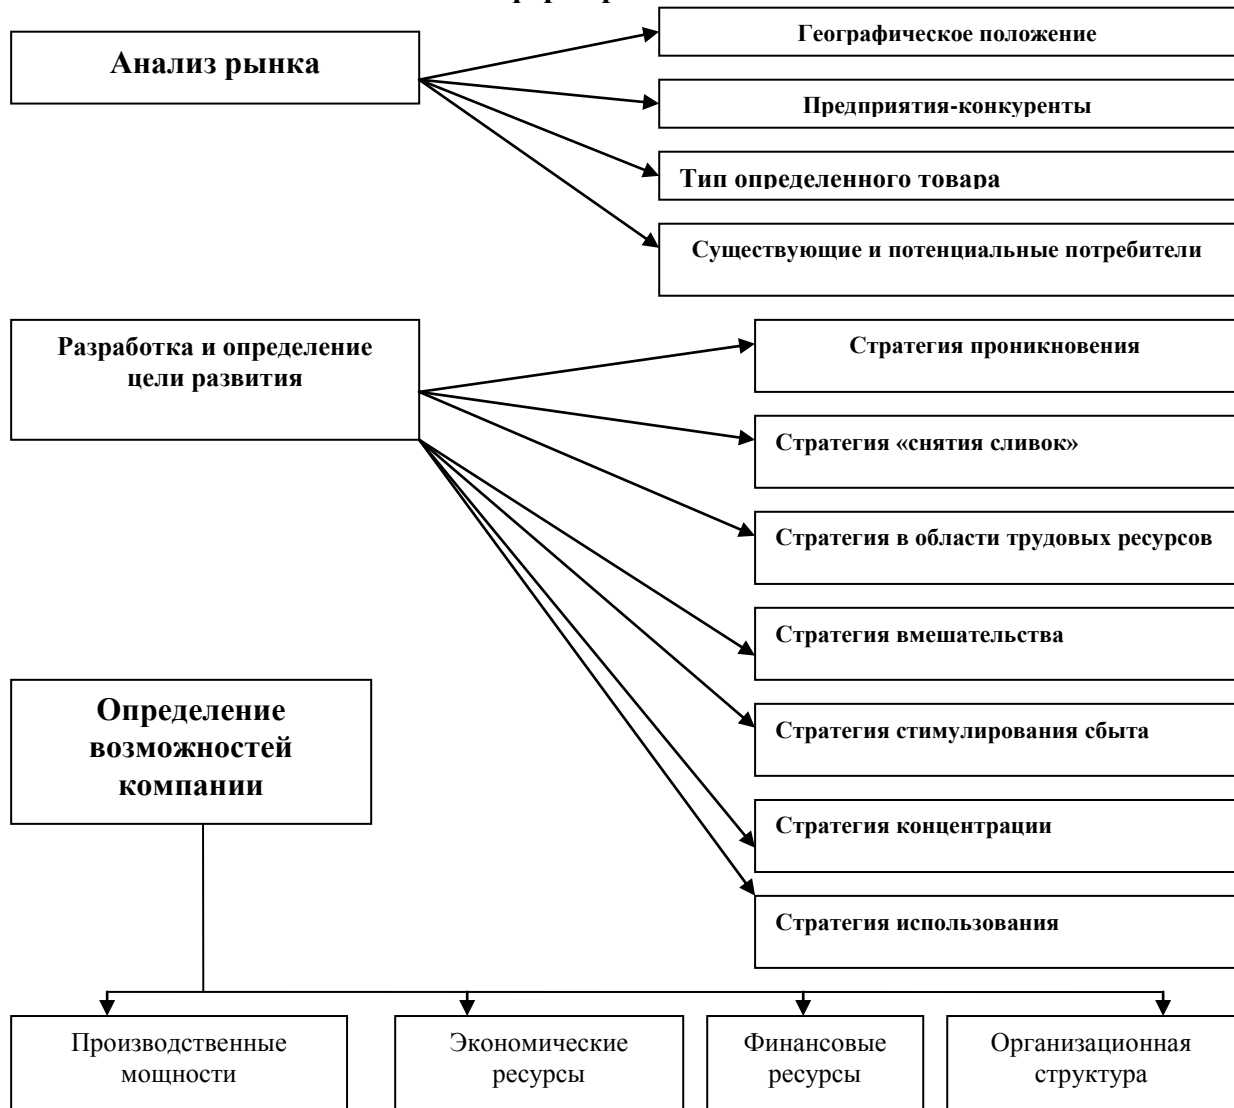 Анализ рынка
Географическое положение
Предприятия-конкуренты
Тип определенного товара
Существующие и потенциальные потребители
Разработка и определение
цели развития
Стратегия проникновения
Стратегия «снятия сливок»
Стратегия в области трудовых ресурсов
Стратегия вмешательства
Стратегия стимулирования сбыта
Стратегия концентрации
Стратегия использования
Определение
возможностей
компании
Производственные
мощности
Экономические
ресурсы
Финансовые
ресурсы
Организационная
структура